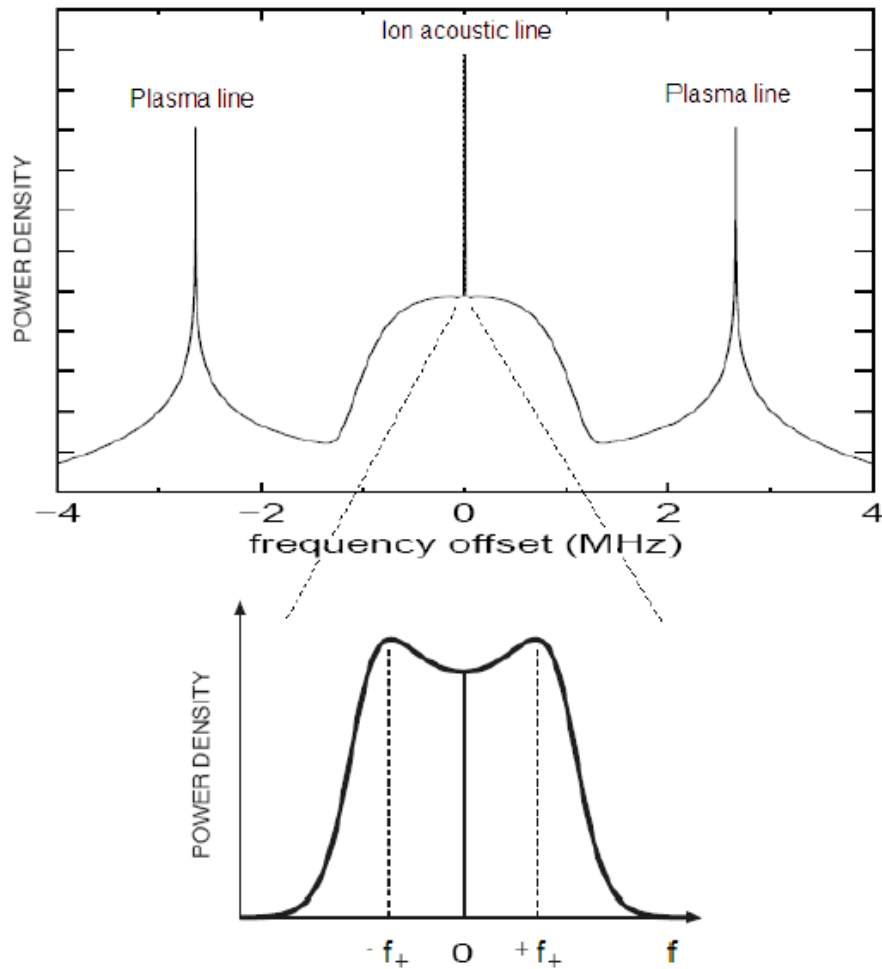 Ion acoustic line
Plasma line
Plasma line
POWER DENSITY
−4
−2
0
2
4
frequency offset (MHz)
POWER DENSITY
- f₊
0
+ f₊
f